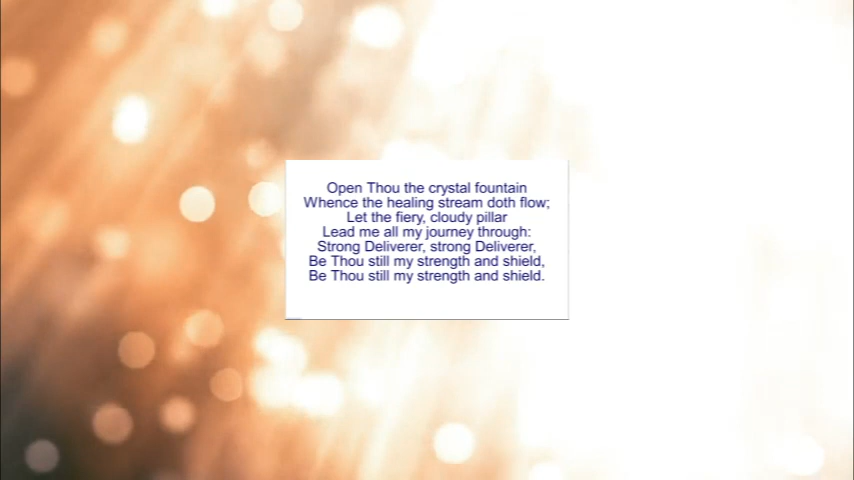 Open Thou the crystal fountain
Whence the healing stream doth flow;
Let the fiery, cloudy pillar
Lead me all my journey through:
Strong Deliverer, strong Deliverer,
Be Thou still my strength and shield,
Be Thou still my strength and shield.